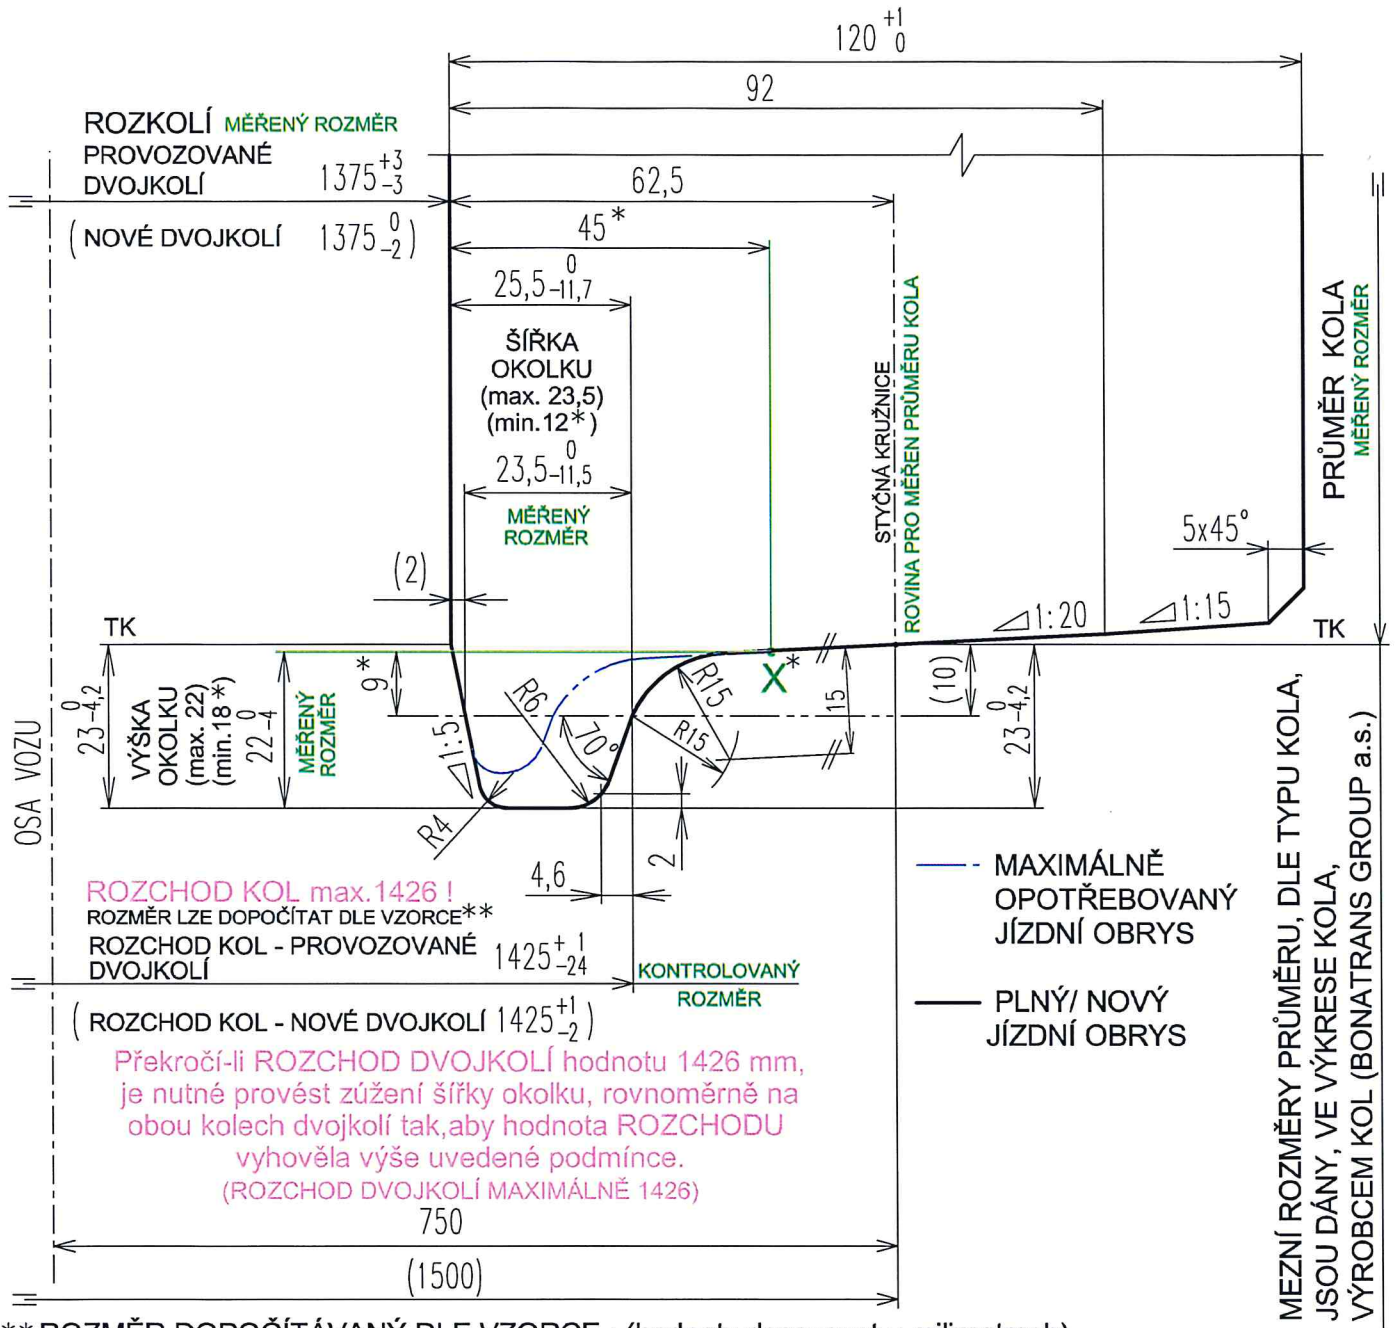 120 +1 0
92
ROZKOLÍ MĚŘENÝ ROZMĚR
PROVOZOVANÉ
DVOJKOLÍ 1375 +3 -3
62,5
( NOVÉ DVOJKOLÍ 1375 0 -2 )
45*
25,5 0 -11,7
ŠÍŘKA
OKOLKU
(max. 23,5)
(min.12*)
23,5 0 -11,5
MĚŘENÝ
ROZMĚR
STYČNÁ KRUŽNICE
ROVINA PRO MĚŘEN PRŮMĚRU KOLA
PRŮMĚR KOLA
MĚŘENÝ ROZMĚR
5x45°
(2)
1:20
1:15
TK
TK
23 0 -4,2
VÝŠKA
OKOLKU
(max. 22)
(min.18*)
22 0 -4
MĚŘENÝ
ROZMĚR
9*
1:5
R6
70°
R15
R15
X*
15
(10)
23 0 -4,2
OSA VOZU
R4
4,6
2
ROZCHOD KOL max.1426 !
ROZMĚR LZE DOPOČÍTAT DLE VZORCE**
ROZCHOD KOL - PROVOZOVANÉ
DVOJKOLÍ 1425 +1 -24
KONTROLOVANÝ
ROZMĚR
( ROZCHOD KOL - NOVÉ DVOJKOLÍ 1425 +1 -2 )
MAXIMÁLNĚ
OPOTŘEBOVANÝ
JÍZDNÍ OBRYS
PLNÝ/ NOVÝ
JÍZDNÍ OBRYS
Překročí-li ROZCHOD DVOJKOLÍ hodnotu 1426 mm,
je nutné provést zúžení šířky okolku, rovnoměrně na
obou kolech dvojkolí tak,aby hodnota ROZCHODU
vyhověla výše uvedené podmínce.
(ROZCHOD DVOJKOLÍ MAXIMÁLNĚ 1426)
750
(1500)
MEZNÍ ROZMĚRY PRŮMĚRU, DLE TYPU KOLA,
JSOU DÁNY, VE VÝKRESE KOLA,
VÝROBCEM KOL (BONATRANS GROUP a.s.)
** ROZMĚR DOPOČÍTÁVANÝ DLE VZORCE